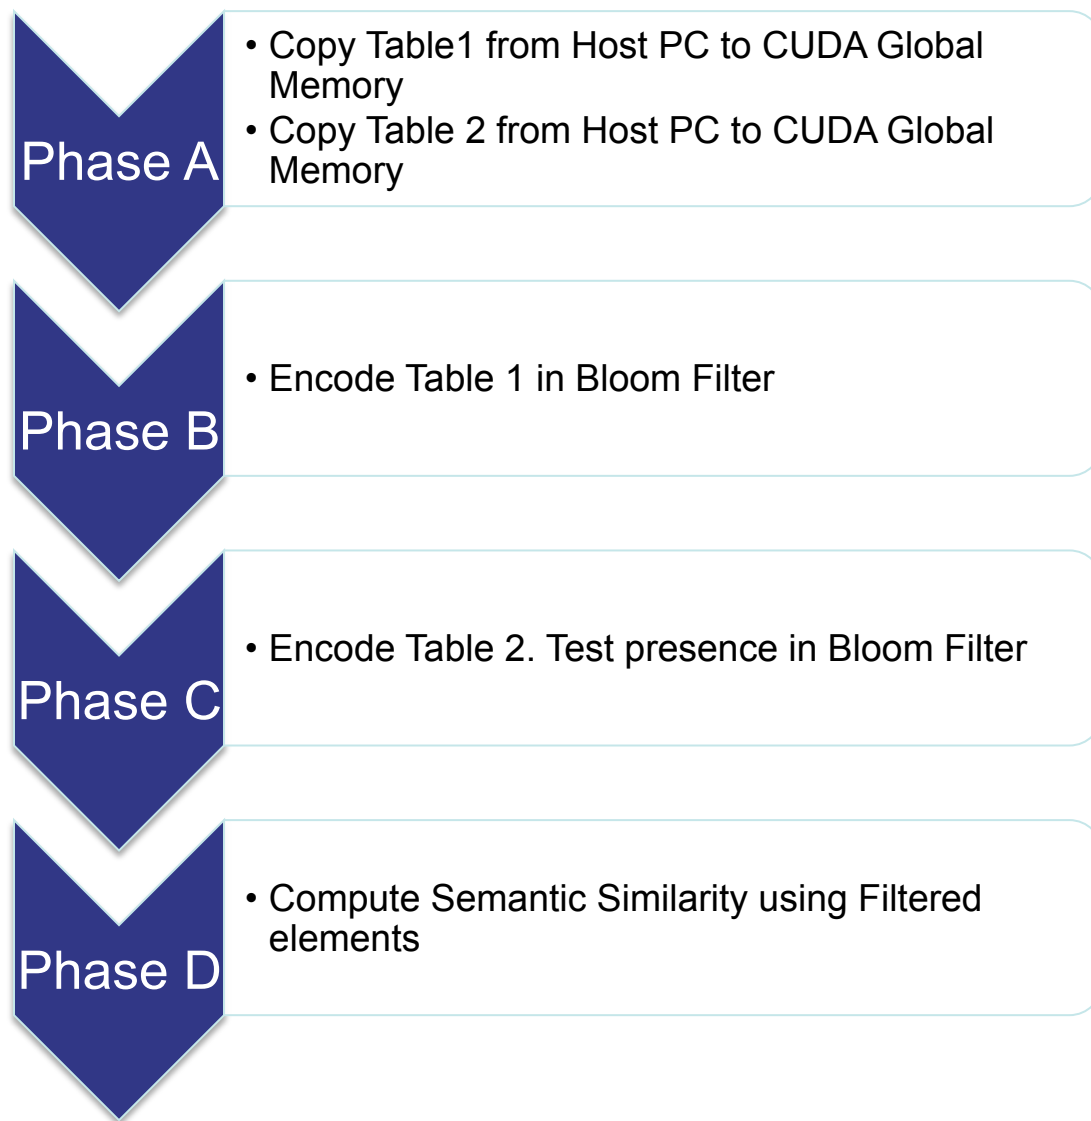 Phase A
• Copy Table1 from Host PC to CUDA Global
Memory
• Copy Table 2 from Host PC to CUDA Global
Memory
Phase B
• Encode Table 1 in Bloom Filter
Phase C
• Encode Table 2. Test presence in Bloom Filter
Phase D
• Compute Semantic Similarity using Filtered
elements